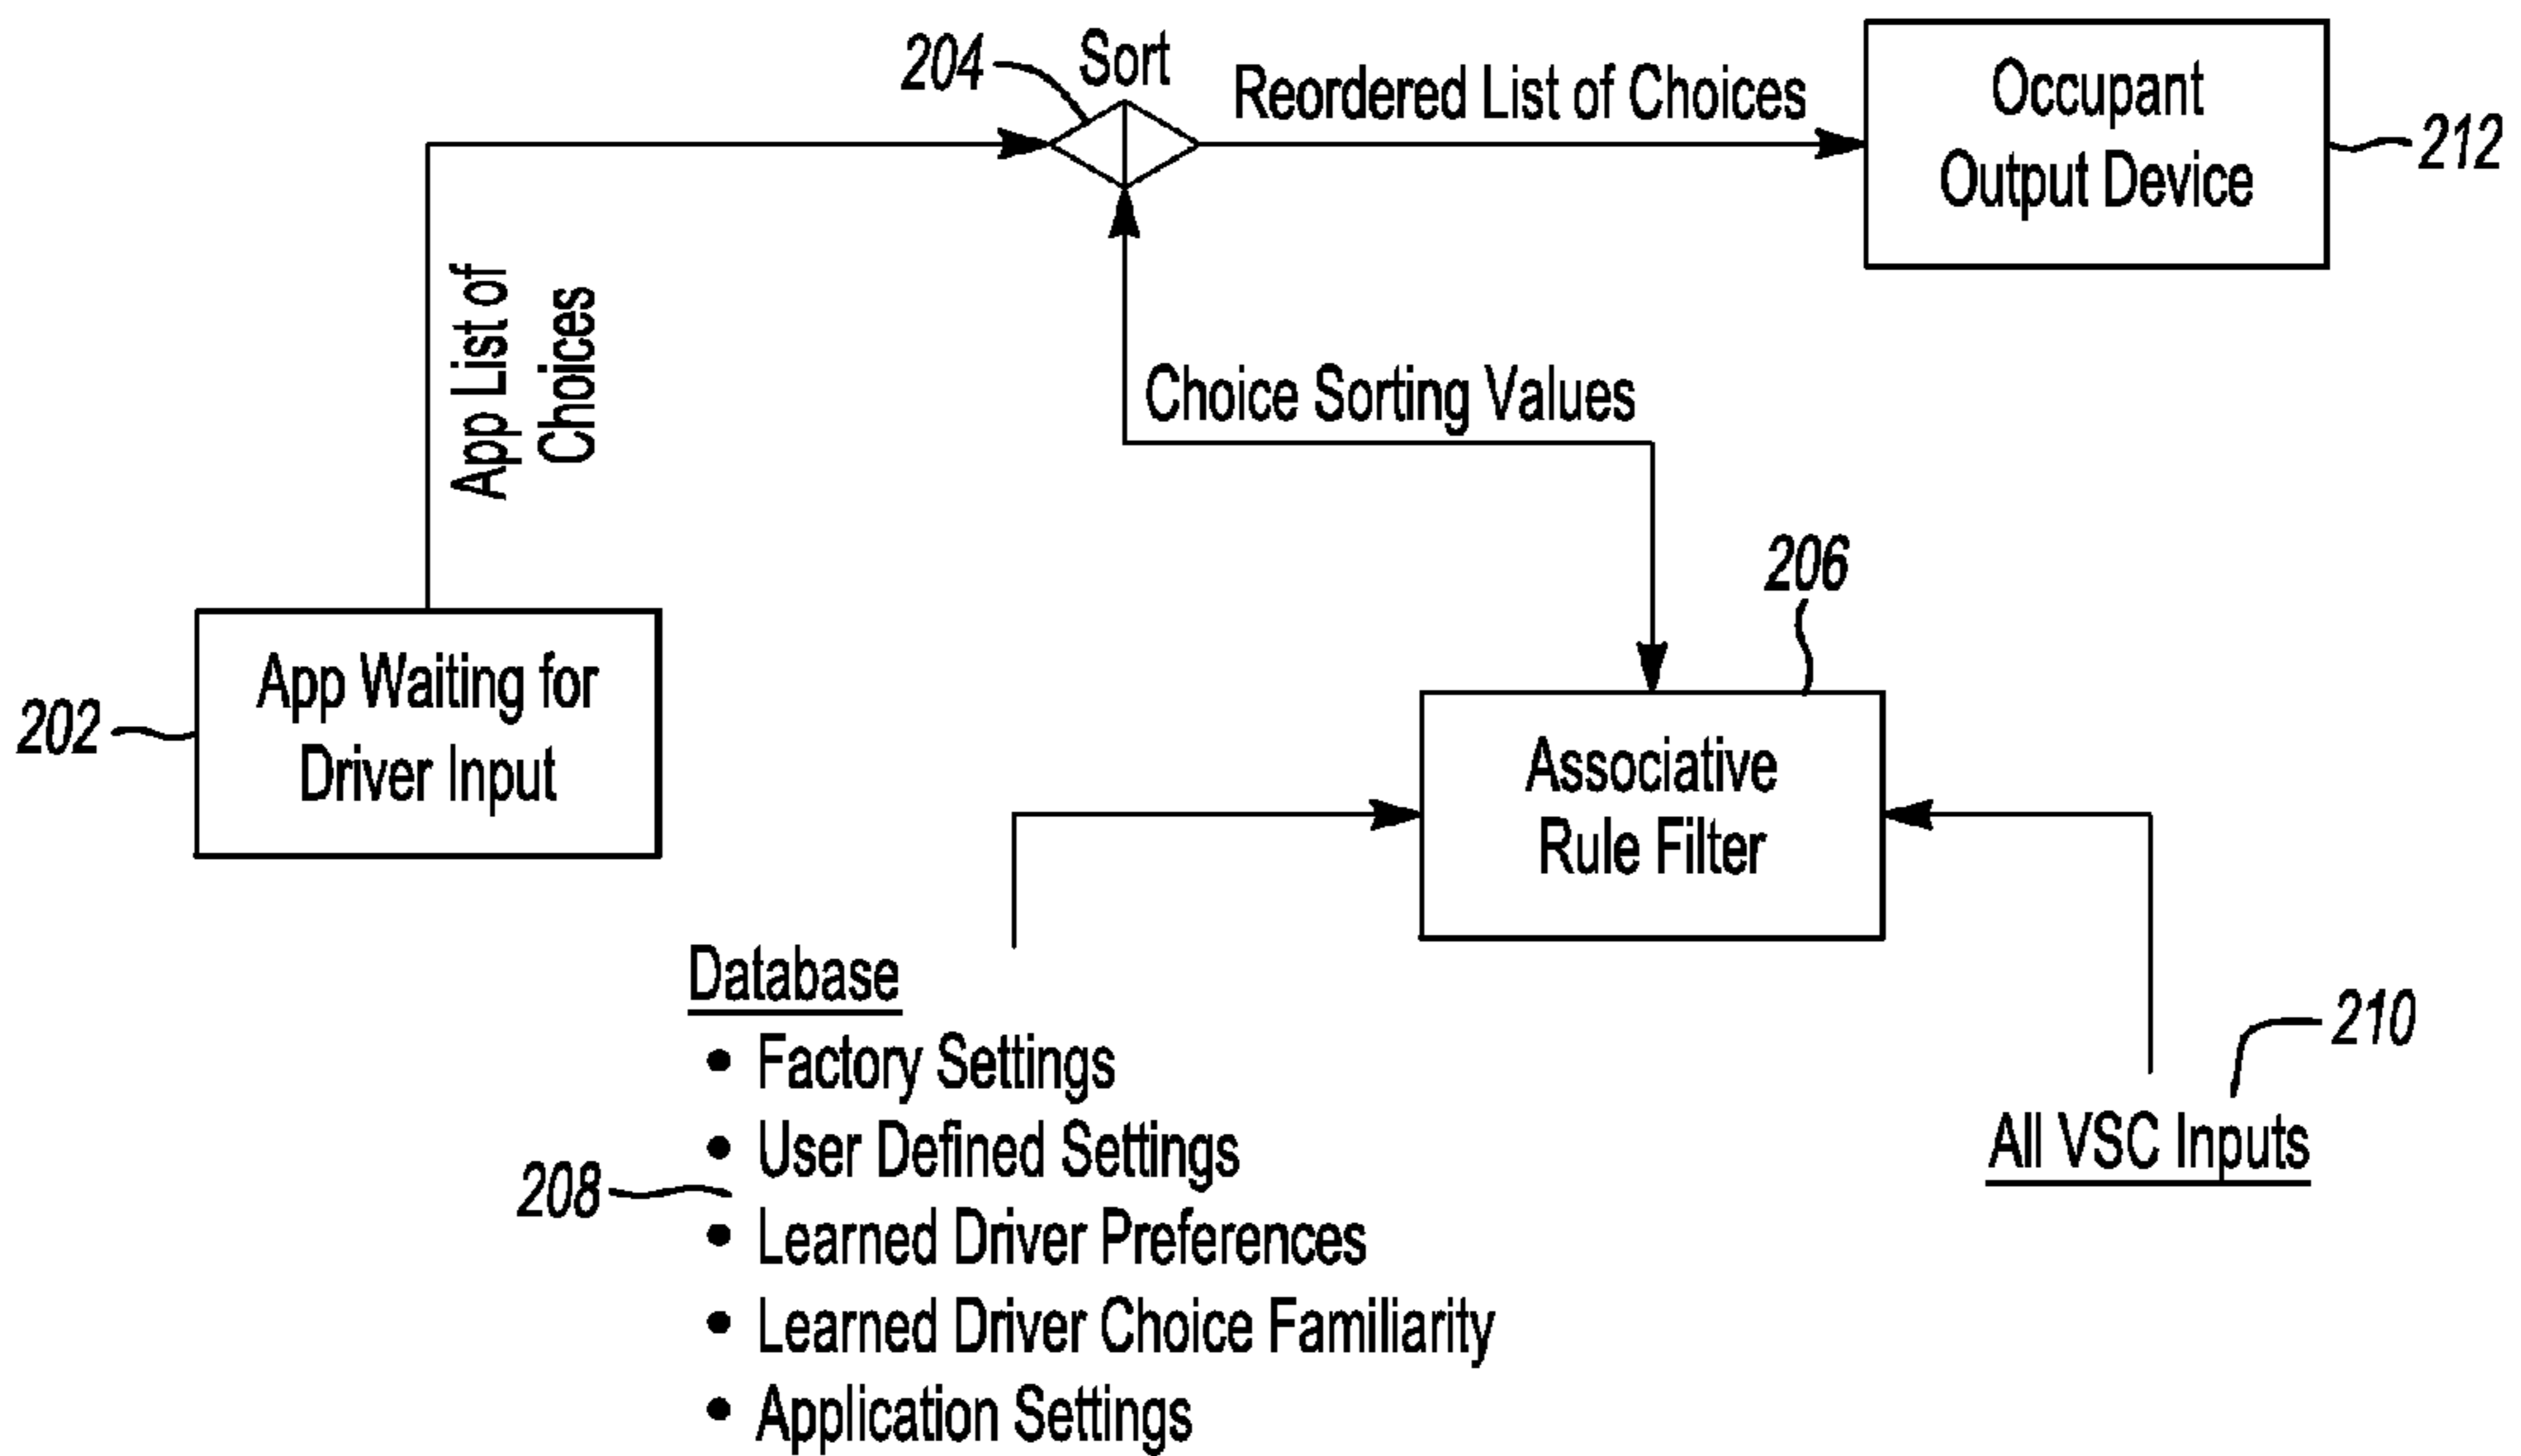 204
Sort
Reordered List of Choices
Occupant
Output Device
212
App List of
Choices
Choice Sorting Values
206
202
App Waiting for
Driver Input
Associative
Rule Filter
Database
• Factory Settings
• User Defined Settings
208
• Learned Driver Preferences
• Learned Driver Choice Familiarity
• Application Settings
210
All VSC Inputs